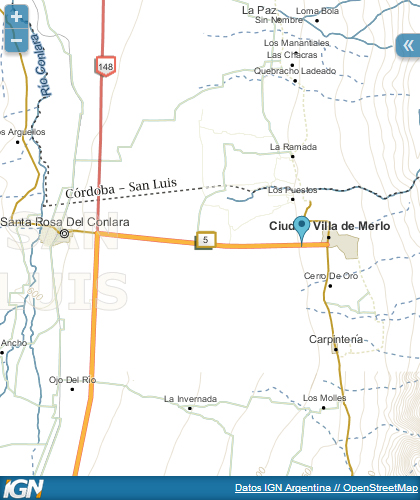 La Paz
Loma Bola
Sin Nombre
+
−
Los Manantiales
Las Chacras
«
Quebracho Ladeado
148
Río Conlara
os Arguellos
La Ramada
Córdoba - San Luis
Los Puestos
Santa Rosa Del Conlara
Ciud Villa de Merlo
5
Cerro De Oro
LUIS
Ancho
Carpintería
Ojo Del Río
La Invernada
Los Molles
IGN
Datos IGN Argentina // OpenStreetMap